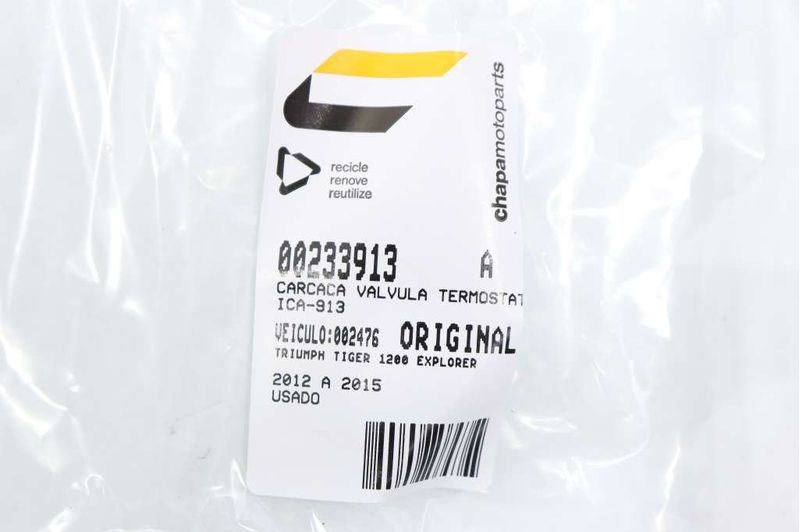 recicle
renove
reutilize
chapamotoparts
00233913 A
CARCACA VALVULA TERMOSTAT
ICA-913
VEICULO:002476 ORIGINAL
TRIUMPH TIGER 1200 EXPLORER
2012 A 2015
USADO